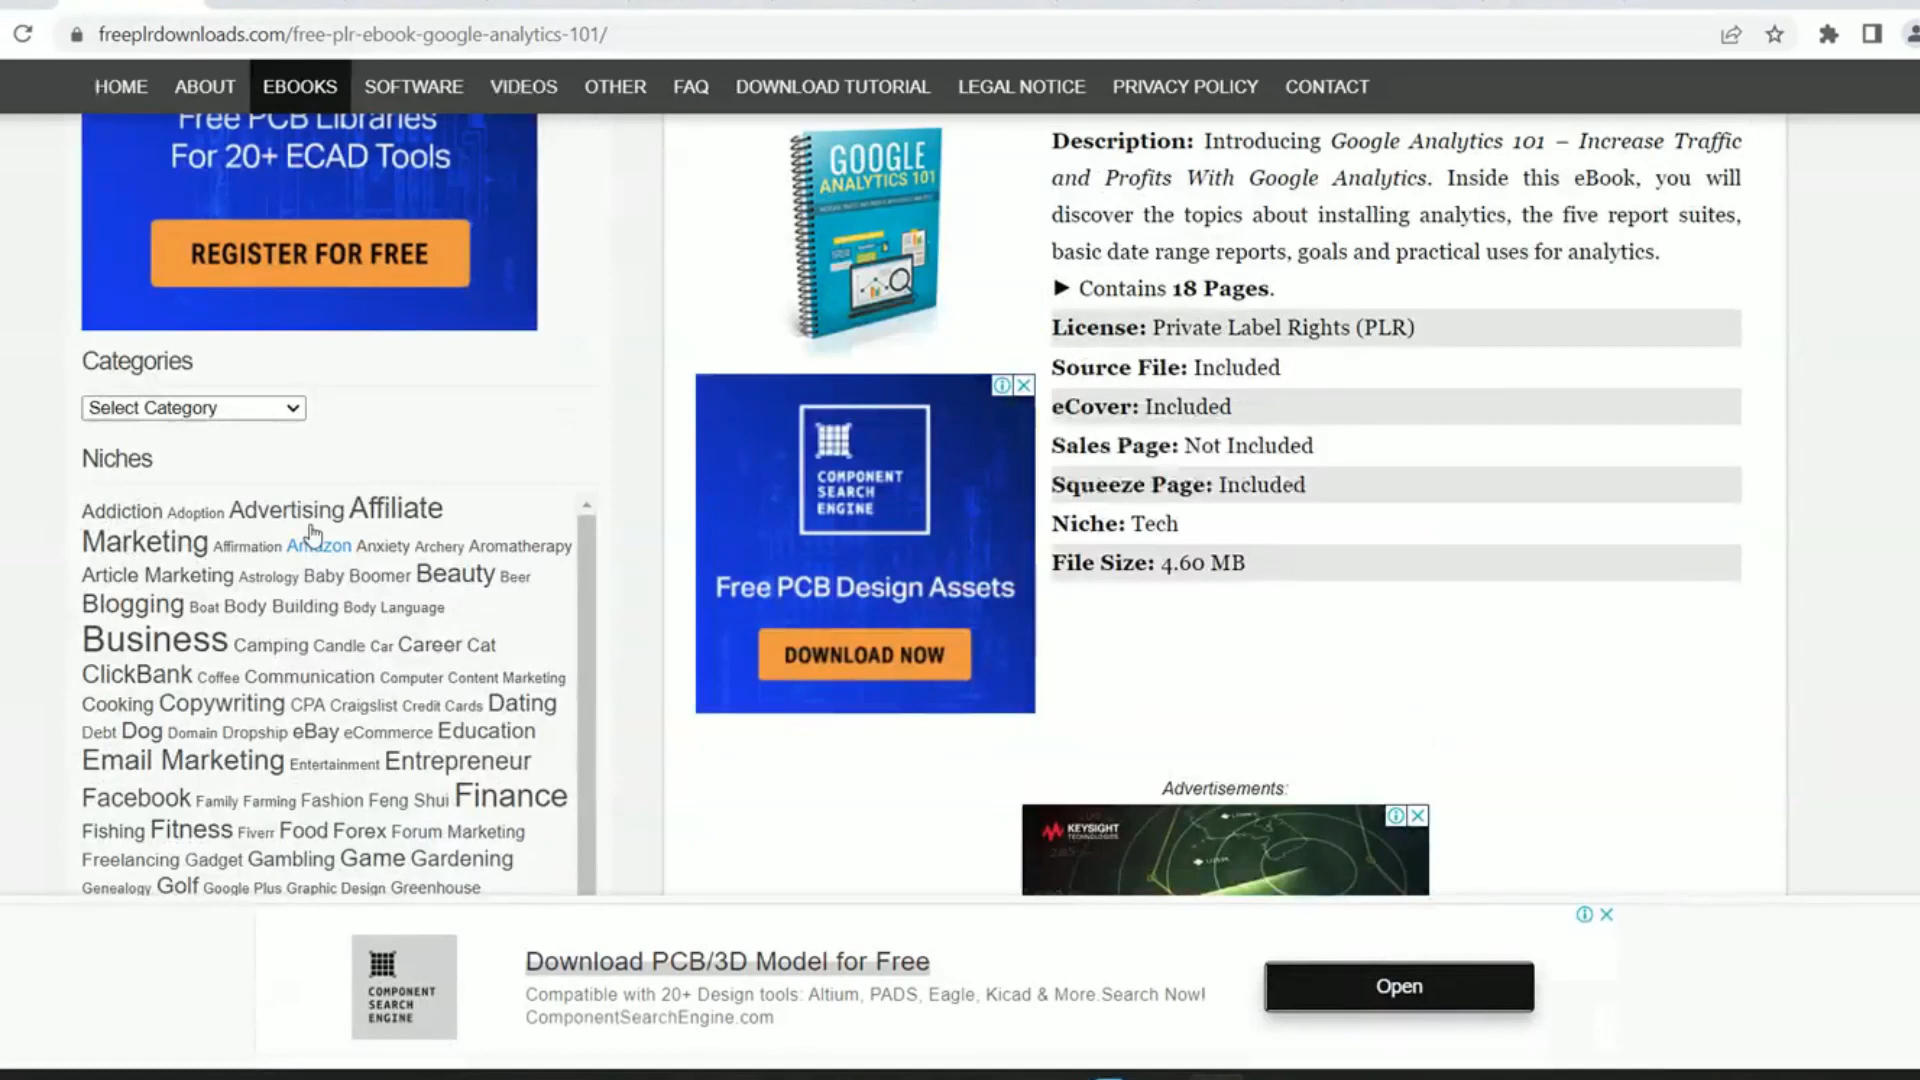 freeplrdownloads.com/free-plr-ebook-google-analytics-101/
HOME ABOUT EBOOKS SOFTWARE VIDEOS OTHER FAQ DOWNLOAD TUTORIAL LEGAL NOTICE PRIVACY POLICY CONTACT
Free PCB Libraries
For 20+ ECAD Tools
REGISTER FOR FREE
Categories
Select Category
Niches
Addiction Adoption Advertising Affiliate
Marketing Affirmation Amazon Anxiety Archery Aromatherapy
Article Marketing Astrology Baby Boomer Beauty Beer
Blogging Boat Body Building Body Language
Business Camping Candle Car Career Cat
ClickBank Coffee Communication Computer Content Marketing
Cooking Copywriting CPA Craigslist Credit Cards Dating
Debt Dog Domain Dropship eBay eCommerce Education
Email Marketing Entertainment Entrepreneur
Facebook Family Farming Fashion Feng Shui Finance
Fishing Fitness Fiverr Food Forex Forum Marketing
Freelancing Gadget Gambling Game Gardening
Genealogy Golf Google Plus Graphic Design Greenhouse
GOOGLE
ANALYTICS 101
COMPONENT
SEARCH
ENGINE
Free PCB Design Assets
DOWNLOAD NOW
Description: Introducing Google Analytics 101 – Increase Traffic
and Profits With Google Analytics. Inside this eBook, you will
discover the topics about installing analytics, the five report suites,
basic date range reports, goals and practical uses for analytics.
► Contains 18 Pages.
License: Private Label Rights (PLR)
Source File: Included
eCover: Included
Sales Page: Not Included
Squeeze Page: Included
Niche: Tech
File Size: 4.60 MB
Advertisements:
KEYSIGHT
TECHNOLOGIES
COMPONENT
SEARCH
ENGINE
Download PCB/3D Model for Free
Compatible with 20+ Design tools: Altium, PADS, Eagle, Kicad & More.Search Now!
ComponentSearchEngine.com
Open